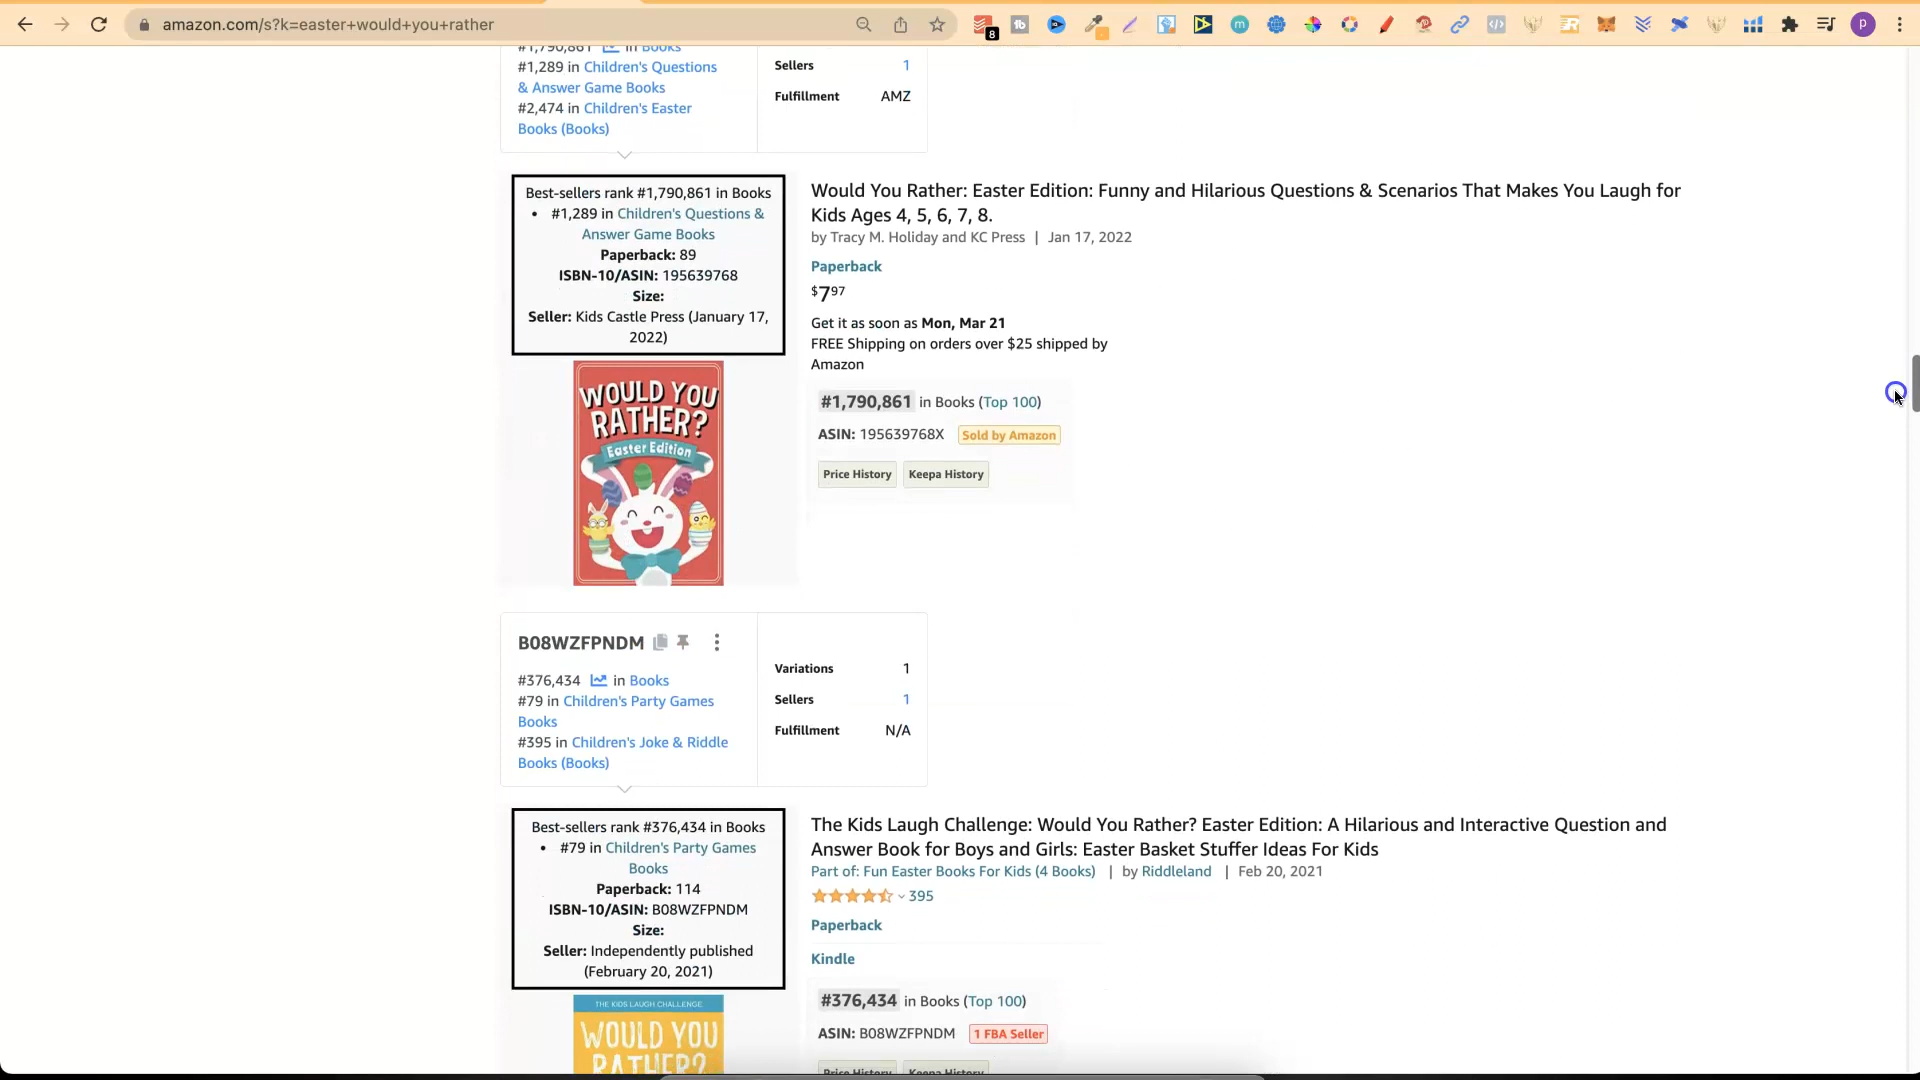 amazon.com/s?k=easter+would+you+rather
8
P
#1,790,861 in Books
#1,289 in Children's Questions
& Answer Game Books
#2,474 in Children's Easter
Books (Books)
Sellers 1
Fulfillment AMZ
Best-sellers rank #1,790,861 in Books
• #1,289 in Children's Questions &
Answer Game Books
Paperback: 89
ISBN-10/ASIN: 195639768
Size:
Seller: Kids Castle Press (January 17,
2022)
WOULD YOU
RATHER?
Easter Edition
Would You Rather: Easter Edition: Funny and Hilarious Questions & Scenarios That Makes You Laugh for
Kids Ages 4, 5, 6, 7, 8.
by Tracy M. Holiday and KC Press | Jan 17, 2022
Paperback
$797
Get it as soon as Mon, Mar 21
FREE Shipping on orders over $25 shipped by
Amazon
#1,790,861 in Books (Top 100)
ASIN: 195639768X Sold by Amazon
Price History Keepa History
B08WZFPNDM
#376,434 in Books
#79 in Children's Party Games
Books
#395 in Children's Joke & Riddle
Books (Books)
Variations 1
Sellers 1
Fulfillment N/A
Best-sellers rank #376,434 in Books
• #79 in Children's Party Games
Books
Paperback: 114
ISBN-10/ASIN: B08WZFPNDM
Size:
Seller: Independently published
(February 20, 2021)
THE KIDS LAUGH CHALLENGE
WOULD YOU
RATHER?
The Kids Laugh Challenge: Would You Rather? Easter Edition: A Hilarious and Interactive Question and
Answer Book for Boys and Girls: Easter Basket Stuffer Ideas For Kids
Part of: Fun Easter Books For Kids (4 Books) | by Riddleland | Feb 20, 2021
395
Paperback
Kindle
#376,434 in Books (Top 100)
ASIN: B08WZFPNDM 1 FBA Seller
Price History Keepa History